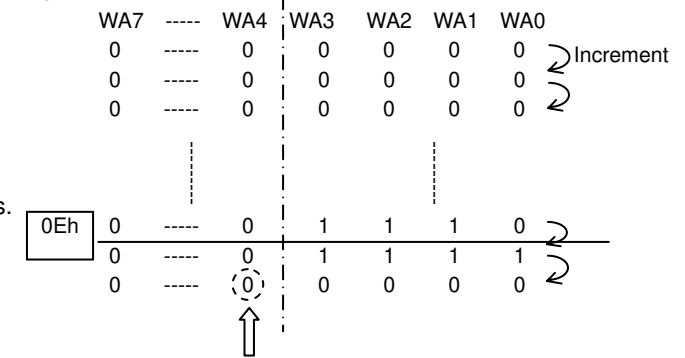 WA7 ----- WA4 WA3 WA2 WA1 WA0
0 ----- 0 0 0 0 0 Increment
0 ----- 0 0 0 0 0
0 ----- 0 0 0 0 0
s.
0Eh 0 ----- 0 1 1 1 0
0 ----- 0 1 1 1 1
0 ----- 0 0 0 0 0